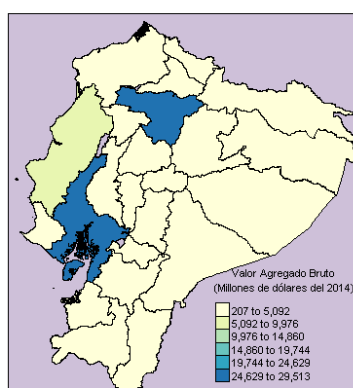 Valor Agregado Bruto
(Millones de dólares del 2014)
207 to 5,092
5,092 to 9,976
9,976 to 14,860
14,860 to 19,744
19,744 to 24,629
24,629 to 29,513